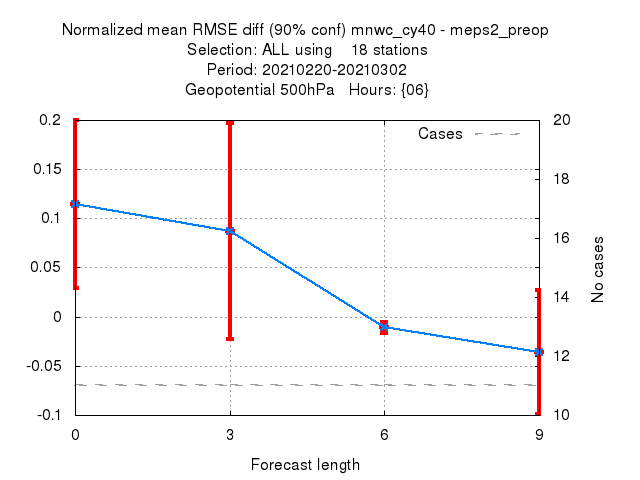 Normalized mean RMSE diff (90% conf) mnwc_cy40 - meps2_preop
Selection: ALL using    18 stations
Period: 20210220-20210302
Geopotential 500hPa   Hours: {06}
0.2
0.15
0.1
0.05
0
-0.05
-0.1
Cases
20
18
16
14
12
10
No cases
0 3 6 9
Forecast length